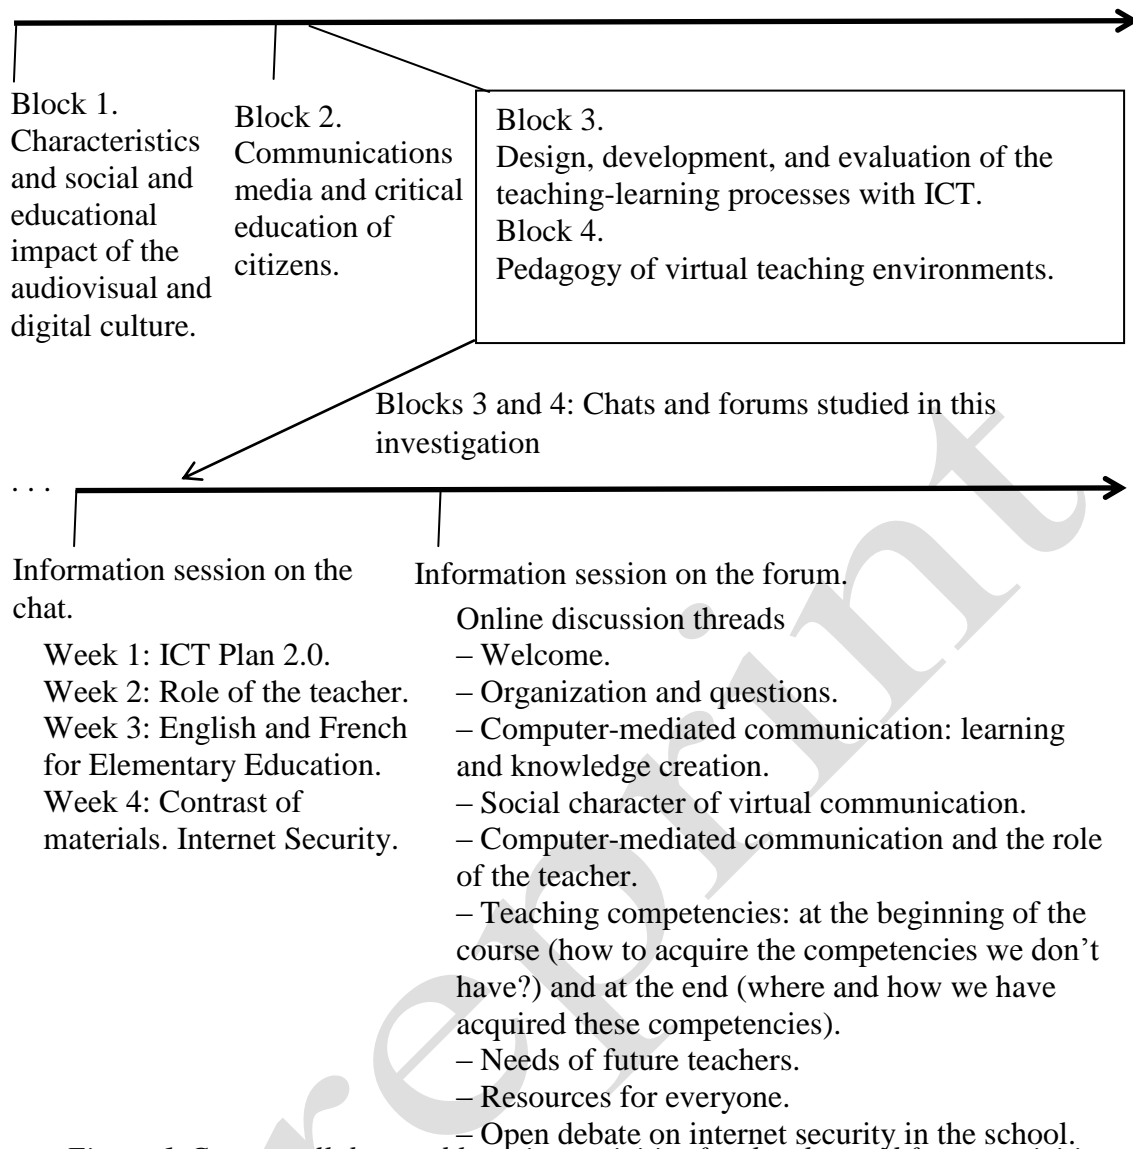 Block 1.
Characteristics
and social and
educational
impact of the
audiovisual and
digital culture.
Block 2.
Communications
media and critical
education of
citizens.
Block 3.
Design, development, and evaluation of the
teaching-learning processes with ICT.
Block 4.
Pedagogy of virtual teaching environments.
Blocks 3 and 4: Chats and forums studied in this
investigation
. . .
Information session on the
chat.
Week 1: ICT Plan 2.0.
Week 2: Role of the teacher.
Week 3: English and French
for Elementary Education.
Week 4: Contrast of
materials. Internet Security.
Information session on the forum.
Online discussion threads
– Welcome.
– Organization and questions.
– Computer-mediated communication: learning
and knowledge creation.
– Social character of virtual communication.
– Computer-mediated communication and the role
of the teacher.
– Teaching competencies: at the beginning of the
course (how to acquire the competencies we don’t
have?) and at the end (where and how we have
acquired these competencies).
– Needs of future teachers.
– Resources for everyone.
– Open debate on internet security in the school.
reprint